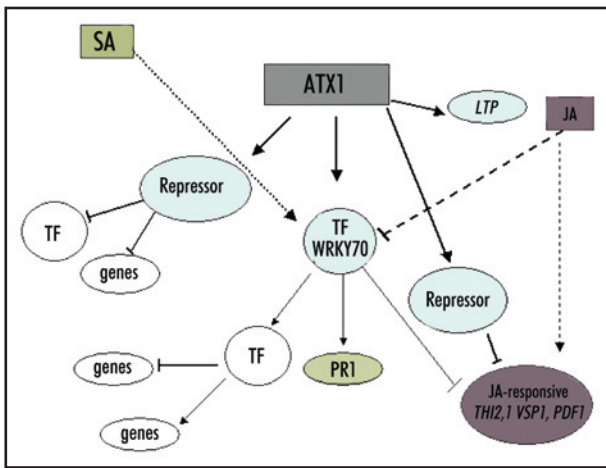 SA
ATX1
LTP
JA
Repressor
TF
genes
TF
WRKY70
Repressor
genes
TF
PR1
genes
JA-responsive
THI2,1 VSP1, PDF1